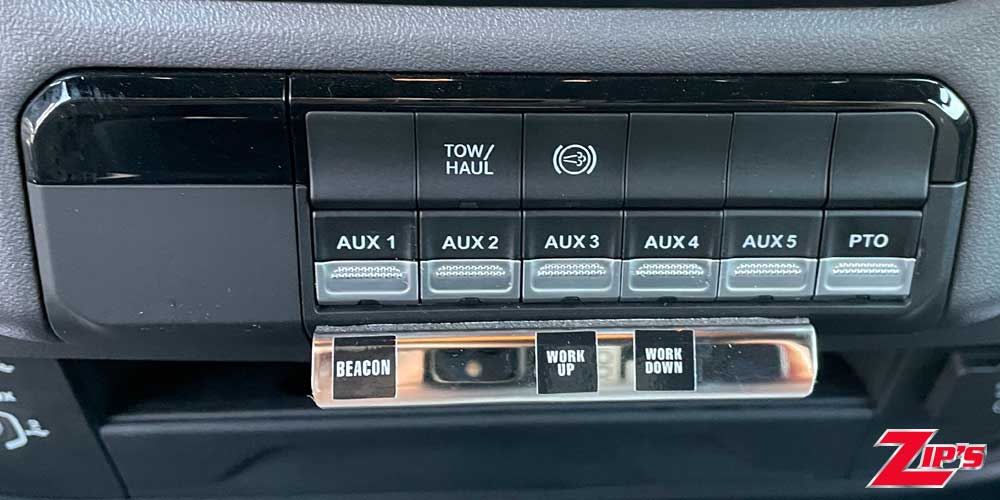 TOW/
HAUL
AUX 1 AUX 2 AUX 3 AUX 4 AUX 5 PTO
BEACON
WORK
UP
WORK
DOWN
ZIP'S